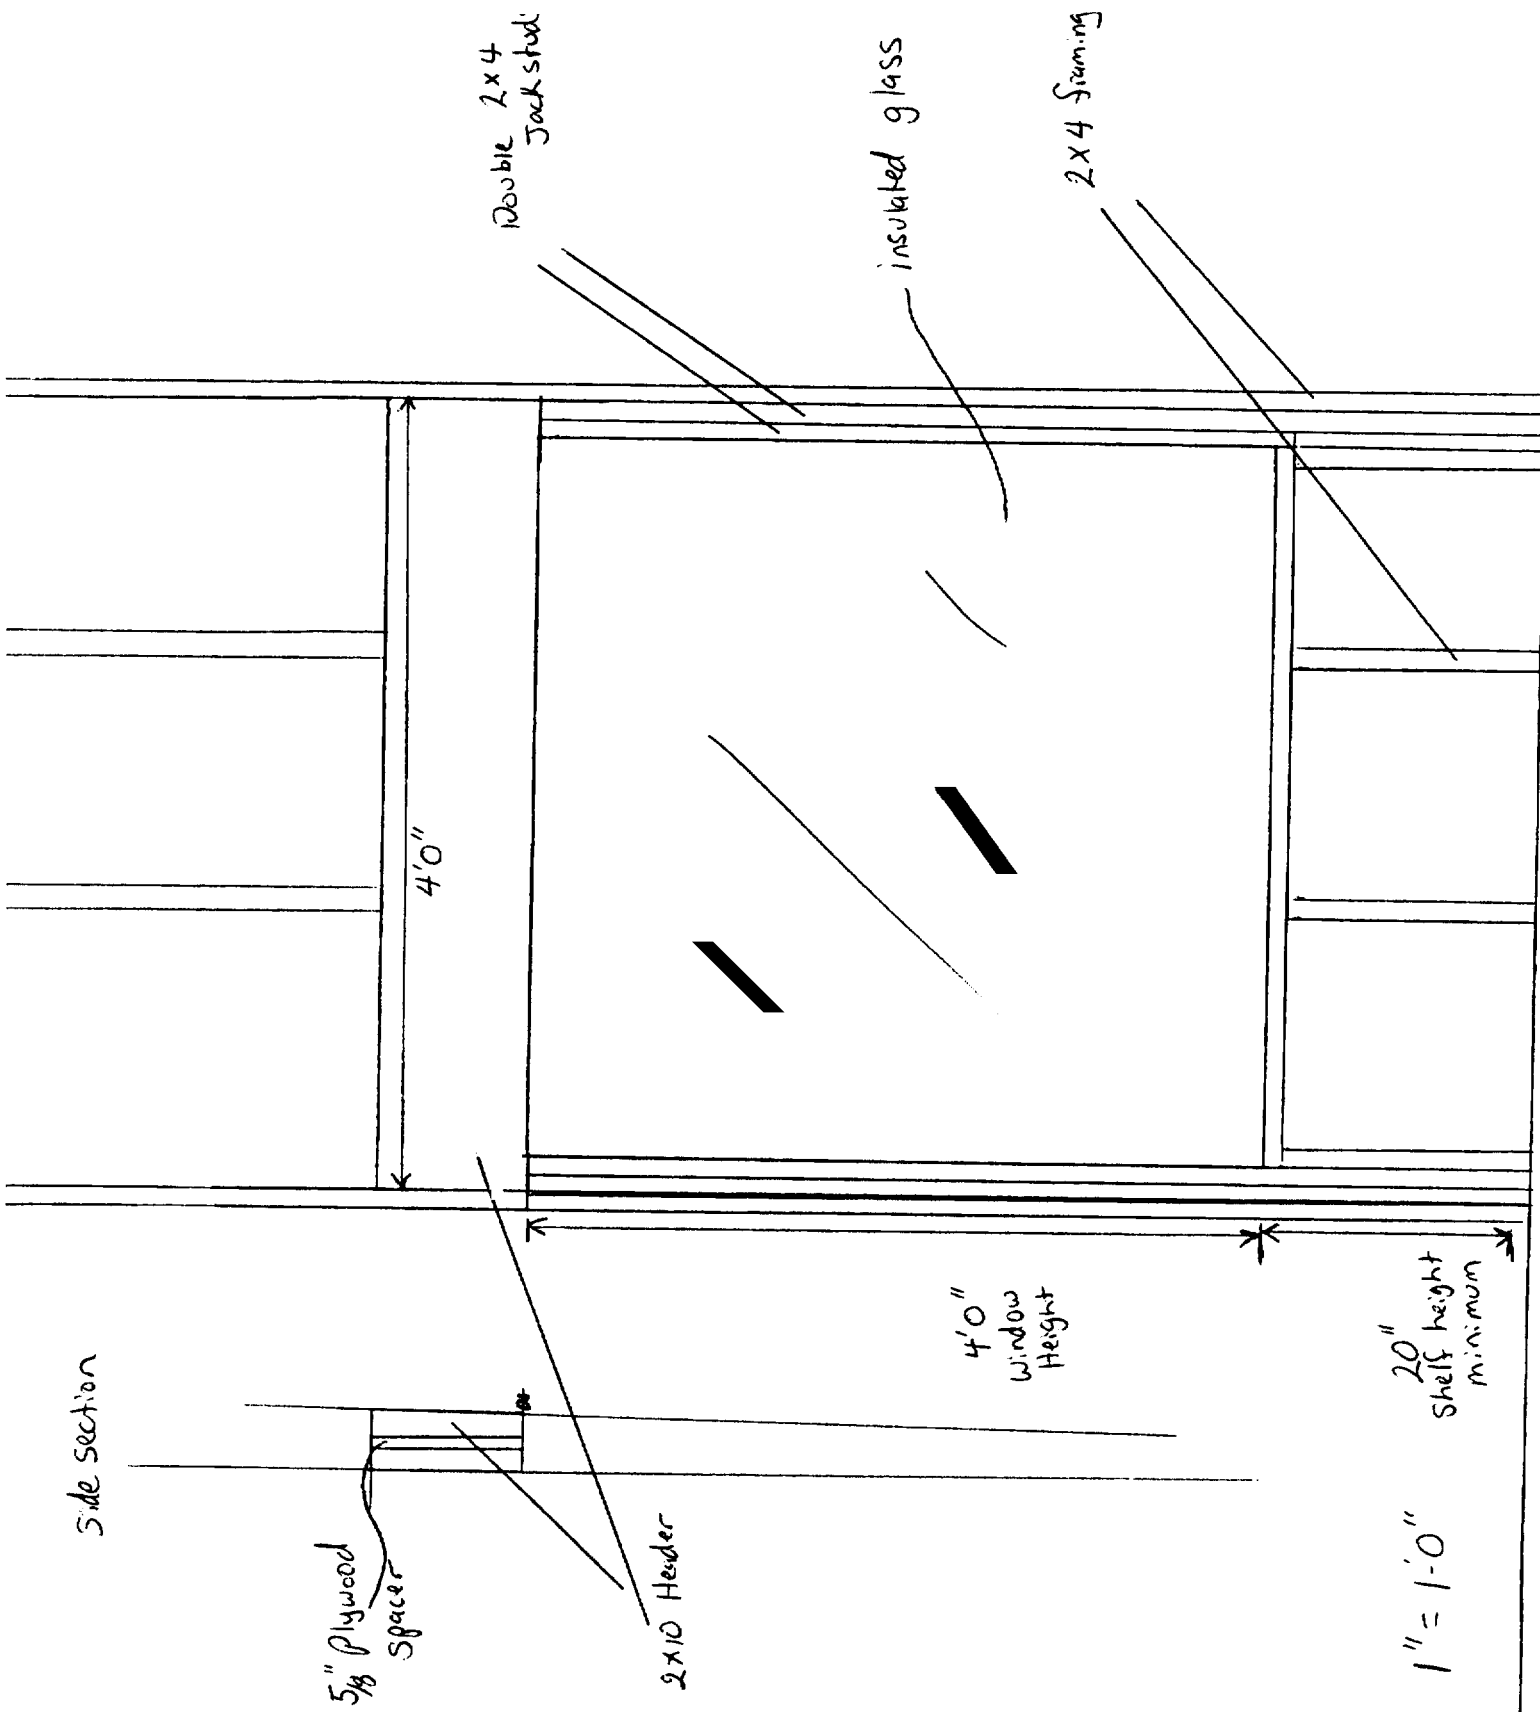 Side section
5/8" Plywood
spacer
2x10 Header
4'0"
Double 2x4
Jack stud
insulated glass
2x4 framing
4'0"
Window
Height
20"
Shelf height
minimum
1" = 1'-0"